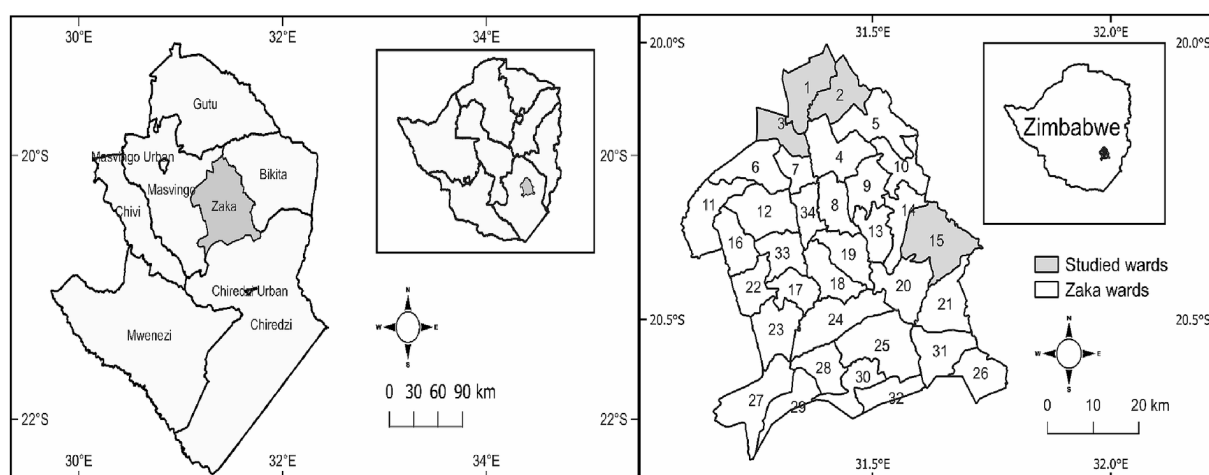 30°E
32°E
34°E
20°S
22°S
Gutu
Masvingo Urban
Masvingo
Bikita
Chivi
Zaka
Chiredzi Urban
Chiredzi
Mwenezi
N
W
E
S
0 30 60 90 km
30°E
32°E
34°E
31.5°E
32.0°E
20.0°S
20.0°S
1
2
3
5
4
6
7
10
9
11
12
34
8
14
13
15
16
33
19
22
17
18
20
21
24
23
25
31
28
30
26
27
29
32
Zimbabwe
Studied wards
Zaka wards
20.5°S
20.5°S
N
W
E
S
0 10 20 km
31.5°E
32.0°E